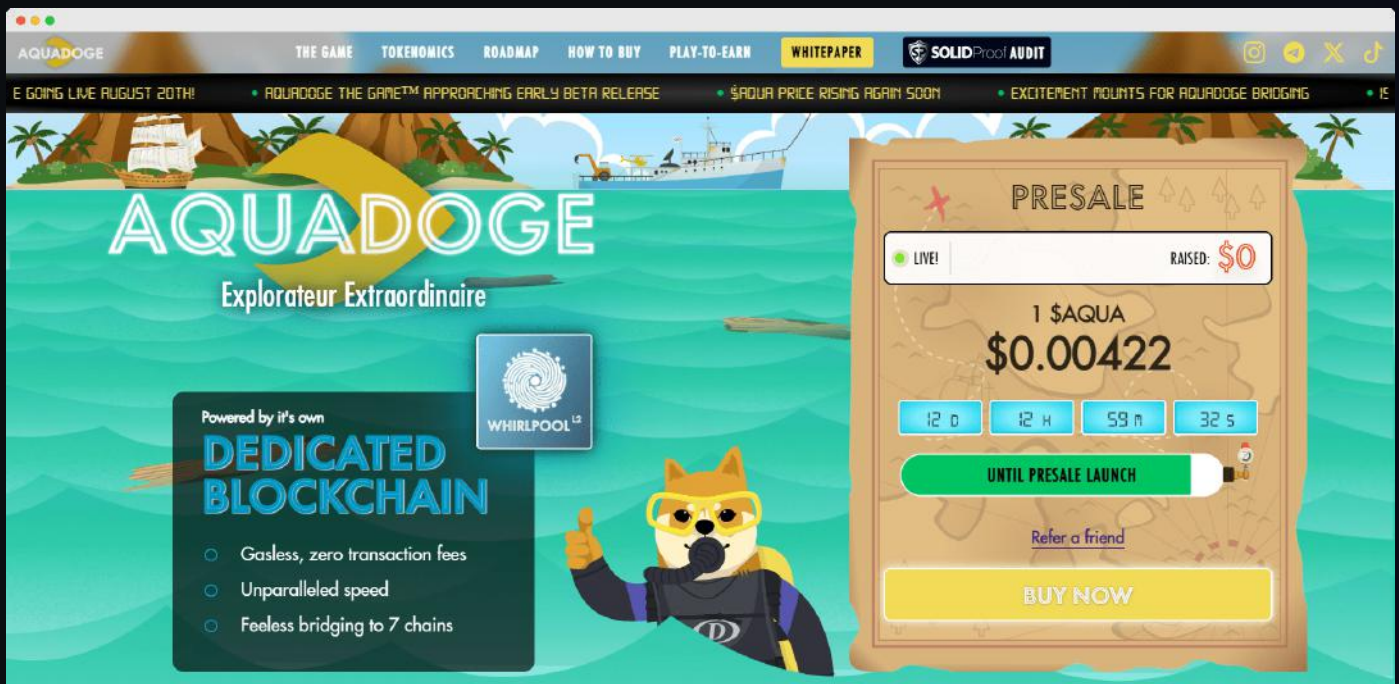 AQUADOGE
THE GAME
TOKENOMICS
ROADMAP
HOW TO BUY
PLAY-TO-EARN
WHITEPAPER
SOLIDProof AUDIT
E GOING LIVE AUGUST 20TH! • AQUADOGE THE GAME™ APPROACHING EARLY BETA RELEASE • $AQUA PRICE RISING AGAIN SOON • EXCITEMENT MOUNTS FOR AQUADOGE BRIDGING •
AQUADOGE
Explorateur Extraordinaire
WHIRLPOOL L2
Powered by it's own
DEDICATED
BLOCKCHAIN
Gasless, zero transaction fees
Unparalleled speed
Feeless bridging to 7 chains
PRESALE
LIVE!
RAISED: $0
1 $AQUA
$0.00422
12 D
12 H
59 M
32 S
UNTIL PRESALE LAUNCH
Refer a friend
BUY NOW